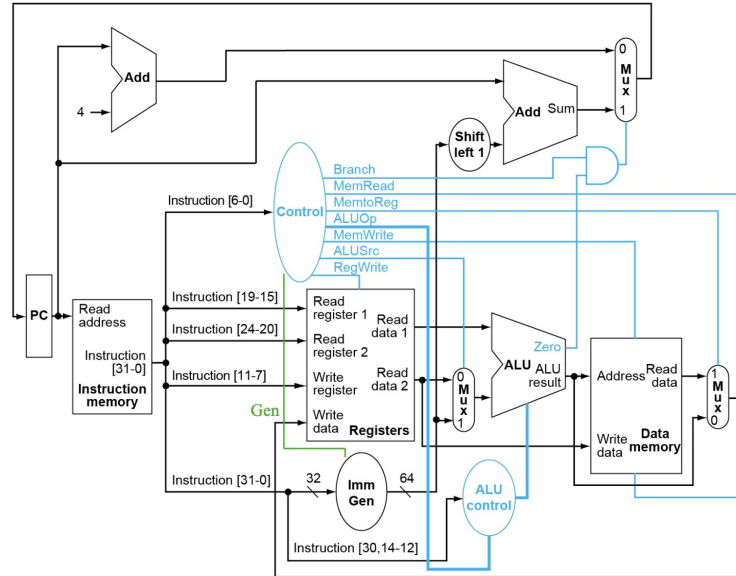 0
Add
Mux
4
Add Sum
1
Shift
left 1
Branch
MemRead
Instruction [6-0]
Control
MemtoReg
ALUOp
MemWrite
ALUSrc
RegWrite
PC
Read
address
Instruction
[31-0]
Instruction
memory
Instruction [19-15]
Instruction [24-20]
Instruction [11-7]
Read
register 1
Read
data 1
Read
register 2
Write
register
Read
data 2
Write
data
Registers
Gen
0
Mux
1
Zero
ALU
ALU
result
Address
Read
data
Write
data
Data
memory
1
Mux
0
Instruction [31-0]
32
Imm
Gen
64
ALU
control
Instruction [30,14-12]